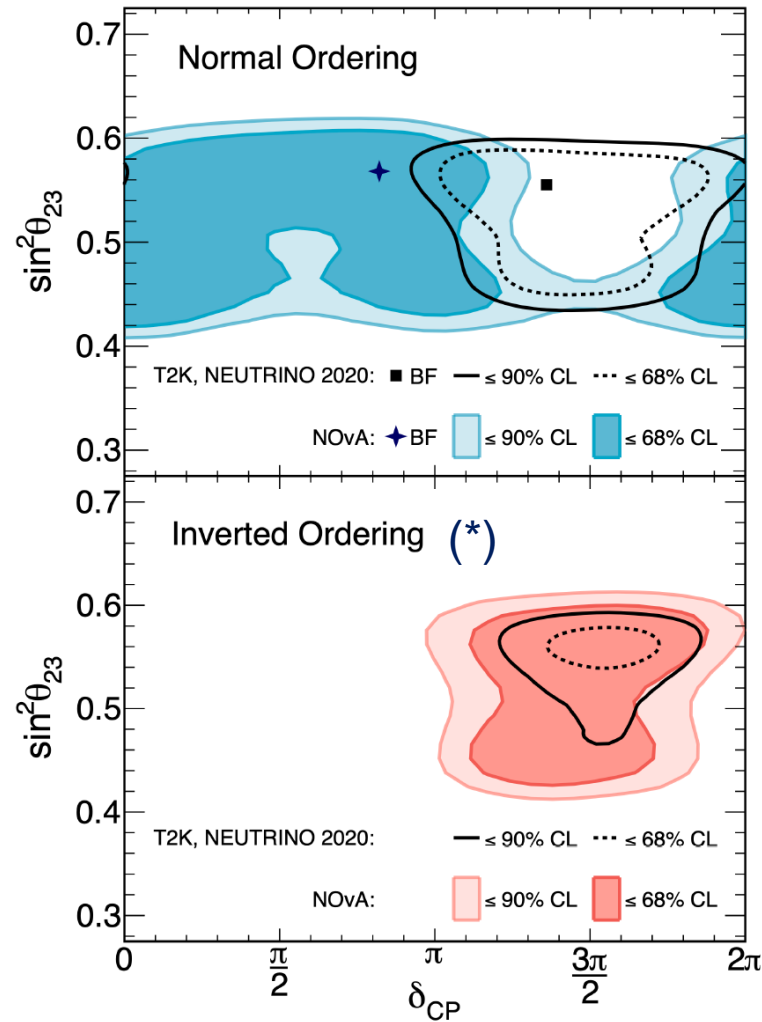 0.7
Normal Ordering
0.6
0.5
sin²θ₂₃
0.4
T2K, NEUTRINO 2020: BF ≤ 90% CL ≤ 68% CL
NOvA: BF ≤ 90% CL ≤ 68% CL
0.3
0.7
Inverted Ordering (*)
0.6
0.5
sin²θ₂₃
0.4
T2K, NEUTRINO 2020: ≤ 90% CL ≤ 68% CL
NOvA: ≤ 90% CL ≤ 68% CL
0.3
0 π/2 π 3π/2 2π
δCP